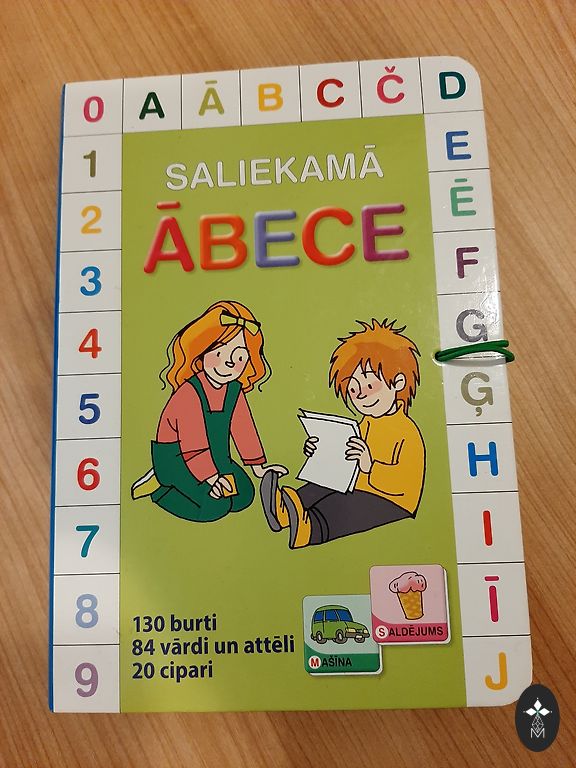 0 A Ā B C Č D
1
2
3
4
5
6
7
8
9
E
Ē
F
G
Ģ
H
I
Ī
J
SALIEKAMĀ
ĀBECE
130 burti
84 vārdi un attēli
20 cipari
MAŠĪNA
SALDĒJUMS
M